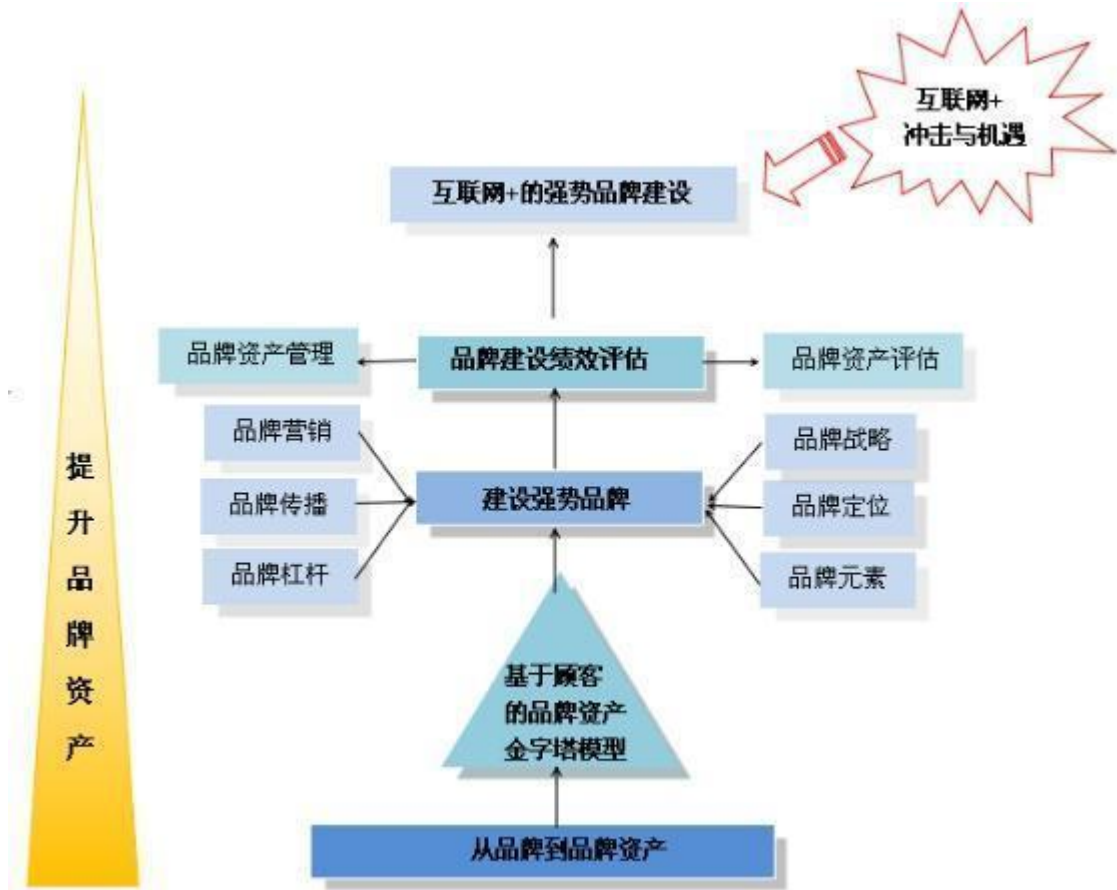 互联网+
冲击与机遇
互联网+的强势品牌建设
品牌资产管理
品牌建设绩效评估
品牌资产评估
品牌营销
品牌战略
品牌传播
建设强势品牌
品牌定位
品牌杠杆
品牌元素
提
升
品
牌
资
产
基于顾客
的品牌资产
金字塔模型
从品牌到品牌资产